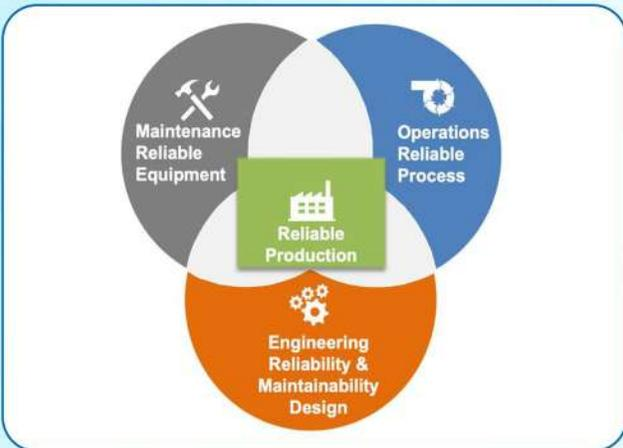 Maintenance
Reliable
Equipment
Operations
Reliable
Process
Reliable
Production
Engineering
Reliability &
Maintainability
Design